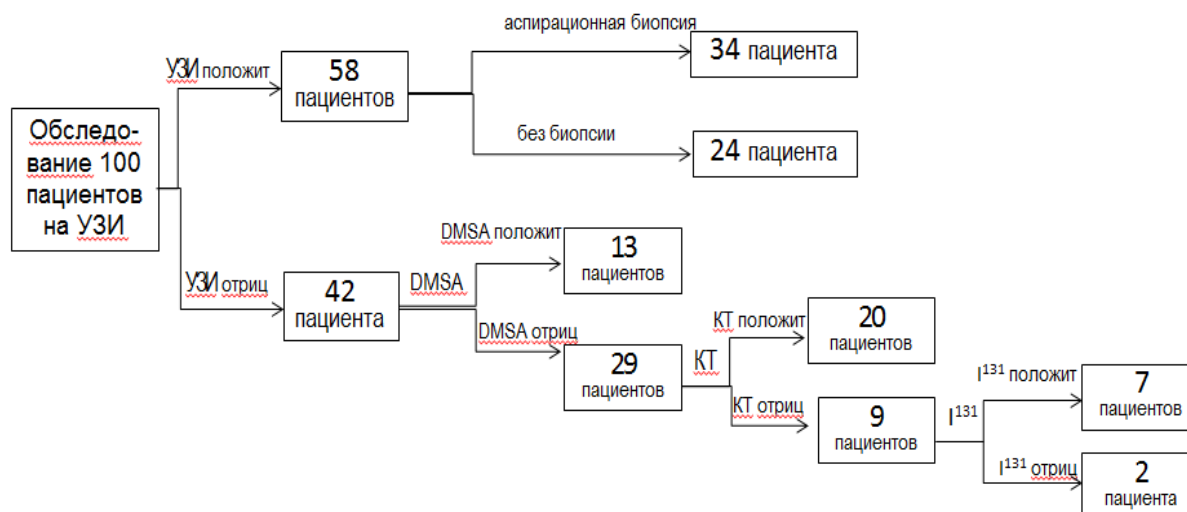 Обследо-
вание 100
пациентов
на УЗИ
УЗИ положит
58
пациентов
аспирационная биопсия
34 пациента
без биопсии
24 пациента
УЗИ отриц
42
пациента
DMSA
DMSA положит
13
пациентов
DMSA отриц
29
пациентов
КТ
КТ положит
20
пациентов
КТ отриц
9
пациентов
I¹³¹
I¹³¹ положит
7
пациентов
I¹³¹ отриц
2
пациента